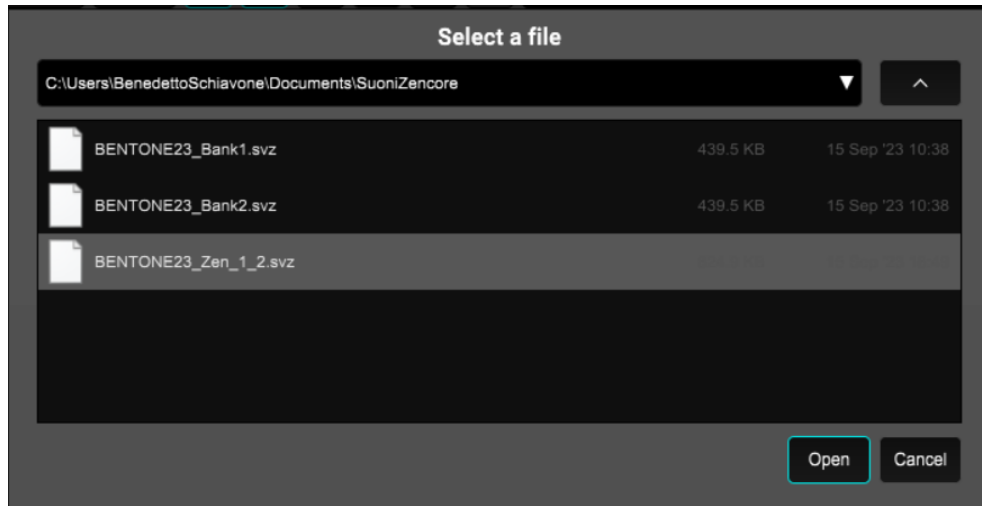 Select a file
C:\Users\BenedettoSchiavone\Documents\SuoniZencore
BENTONE23_Bank1.svz 439.5 KB 15 Sep '23 10:38
BENTONE23_Bank2.svz 439.5 KB 15 Sep '23 10:38
BENTONE23_Zen_1_2.svz
Open Cancel